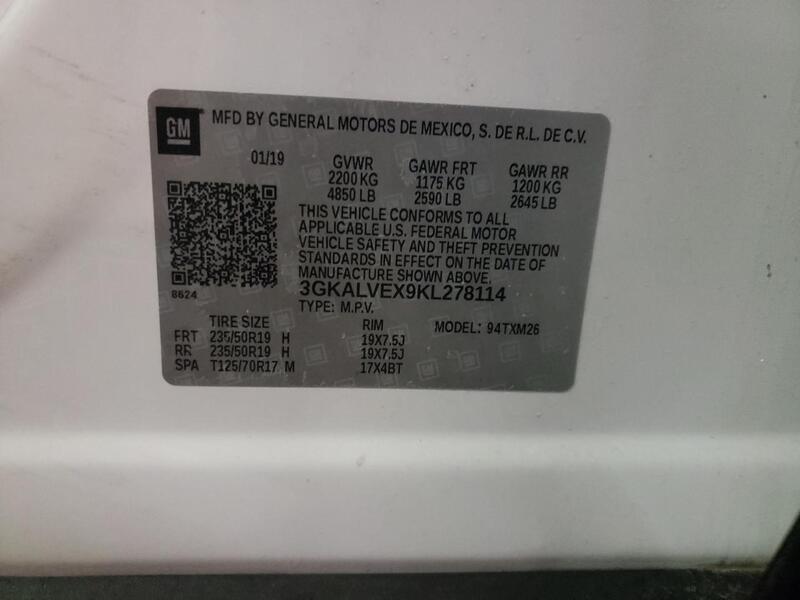 GM
MFD BY GENERAL MOTORS DE MEXICO, S. DE R.L. DE C.V.
01/19 GVWR GAWR FRT GAWR RR
2200 KG 1175 KG 1200 KG
4850 LB 2590 LB 2645 LB
THIS VEHICLE CONFORMS TO ALL
APPLICABLE U.S. FEDERAL MOTOR
VEHICLE SAFETY AND THEFT PREVENTION
STANDARDS IN EFFECT ON THE DATE OF
MANUFACTURE SHOWN ABOVE.
8624
3GKALVEX9KL278114
TYPE: M.P.V.
TIRE SIZE RIM MODEL: 94TXM26
FRT 235/50R19 H 19X7.5J
RR 235/50R19 H 19X7.5J
SPA T125/70R17 M 17X4BT